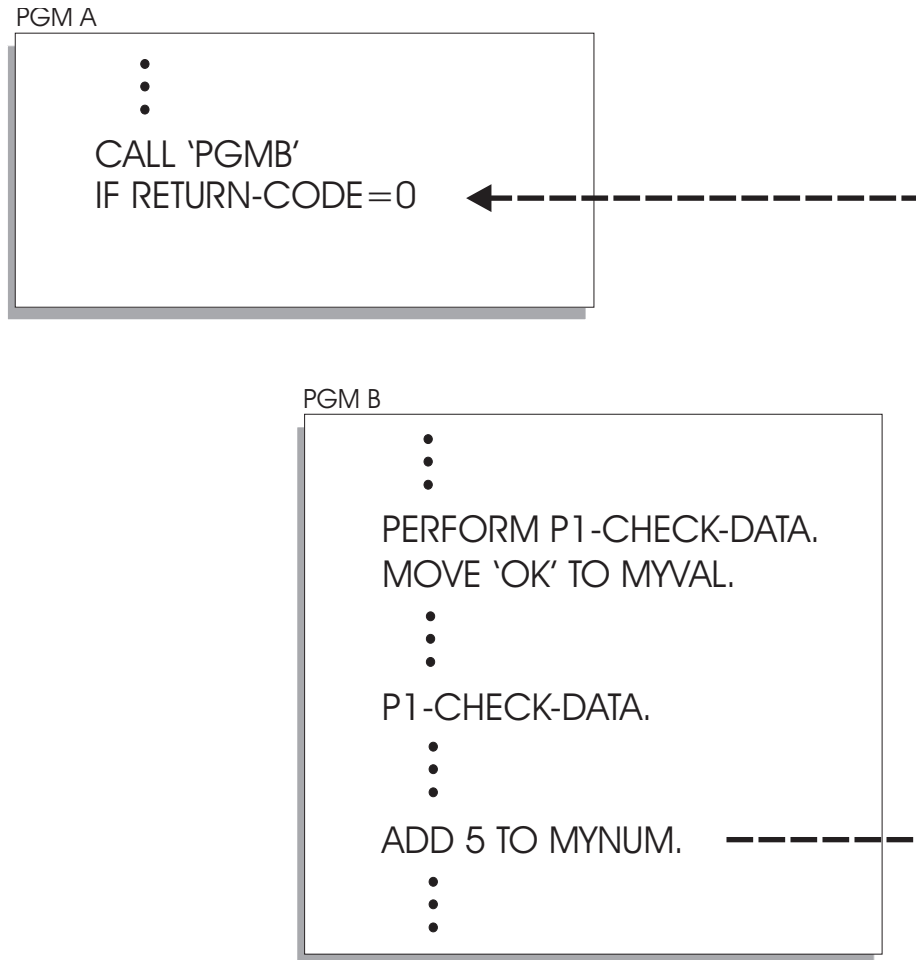 PGM A
CALL ‘PGMB’
IF RETURN-CODE=0
PGM B
PERFORM P1-CHECK-DATA.
MOVE ‘OK’ TO MYVAL.
P1-CHECK-DATA.
ADD 5 TO MYNUM.